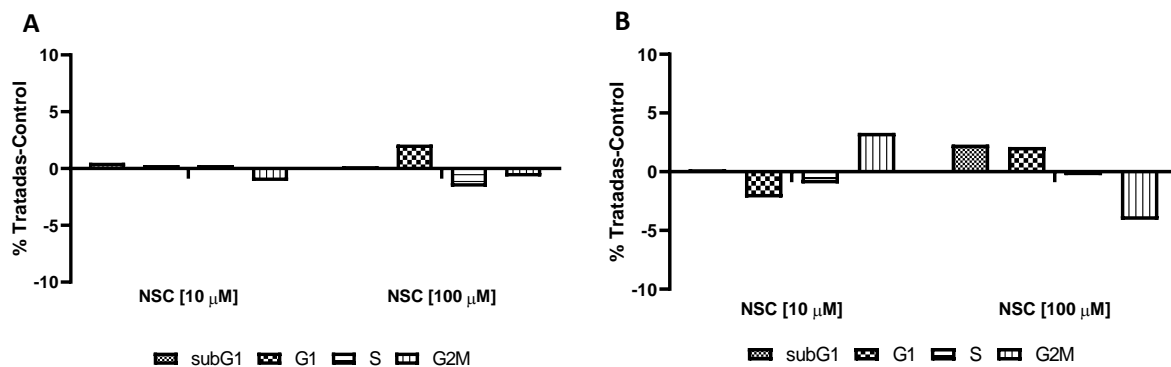 A
10
5
0
-5
-10
% Tratadas-Control
NSC [10 μM]
NSC [100 μM]
subG1 G1 S G2M
B
10
5
0
-5
-10
% Tratadas-Control
NSC [10 μM]
NSC [100 μM]
subG1 G1 S G2M